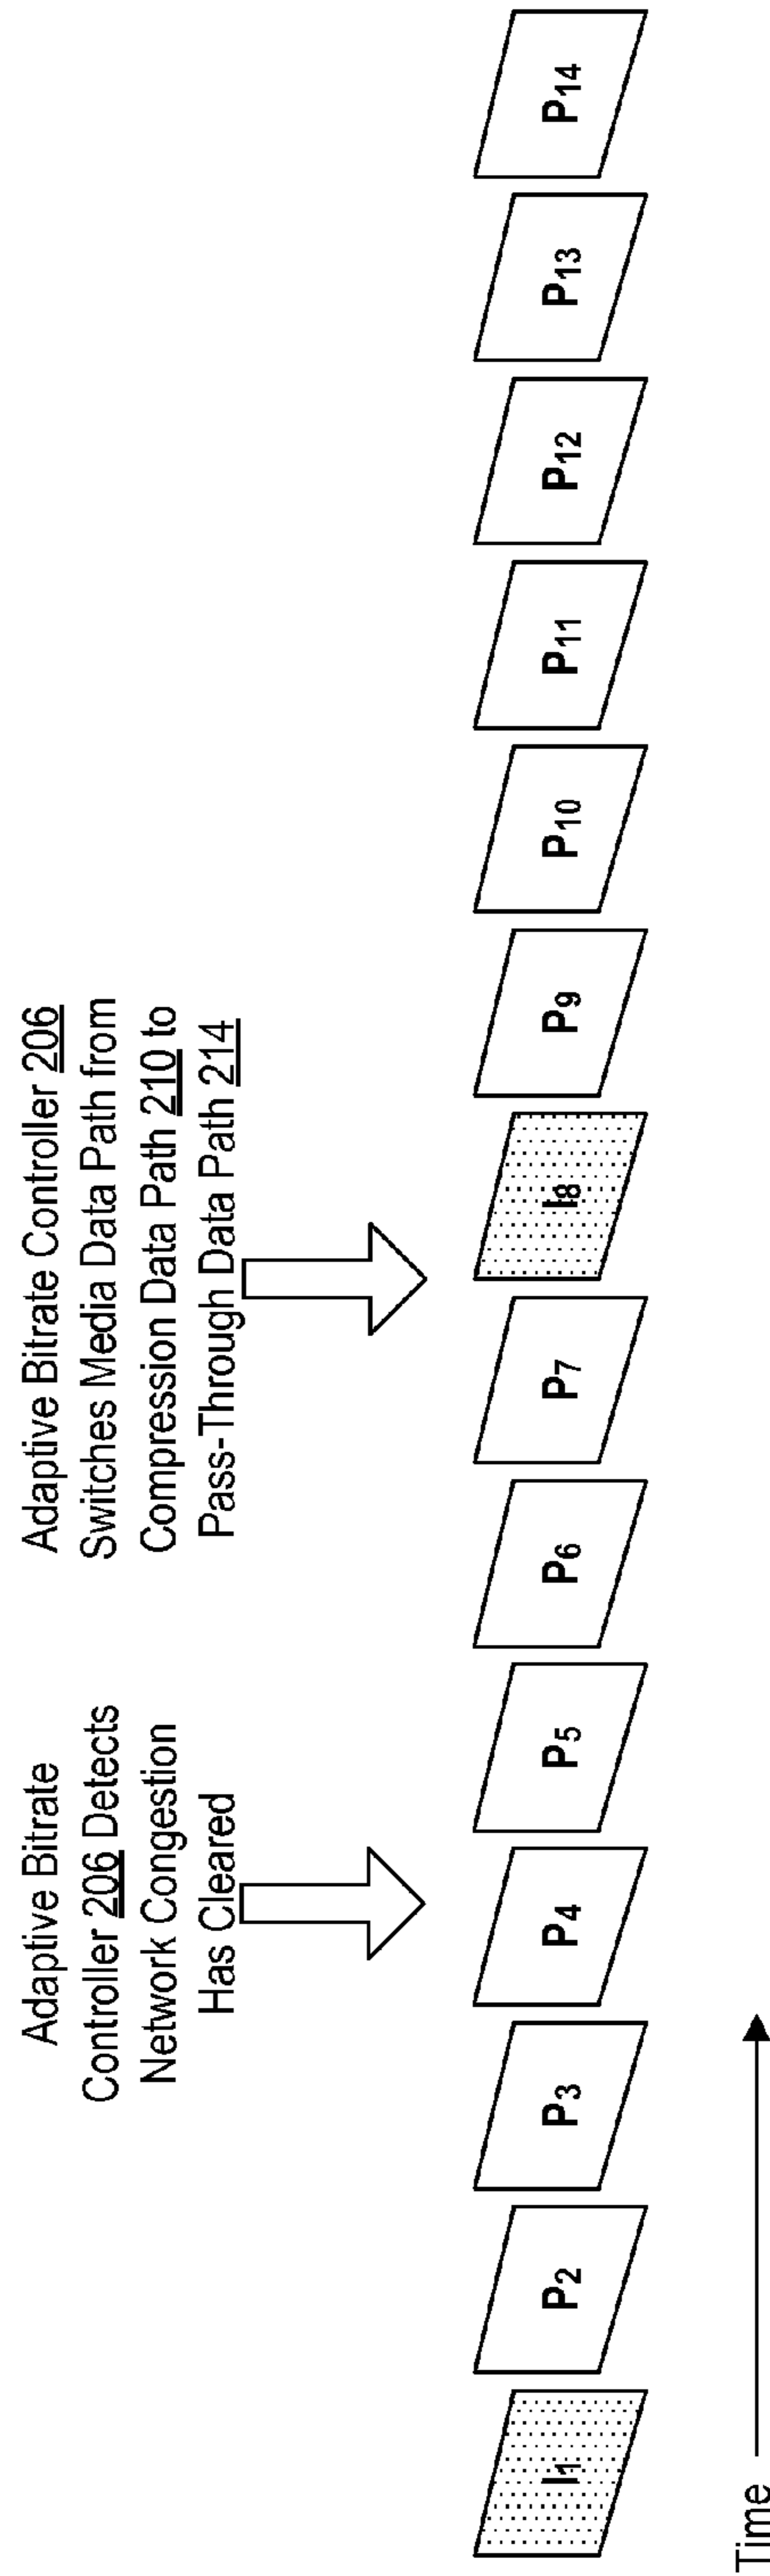 Adaptive Bitrate
Controller 206 Detects
Network Congestion
Has Cleared
Adaptive Bitrate Controller 206
Switches Media Data Path from
Compression Data Path 210 to
Pass-Through Data Path 214
I1
P2
P3
P4
P5
P6
P7
I8
P9
P10
P11
P12
P13
P14
Time